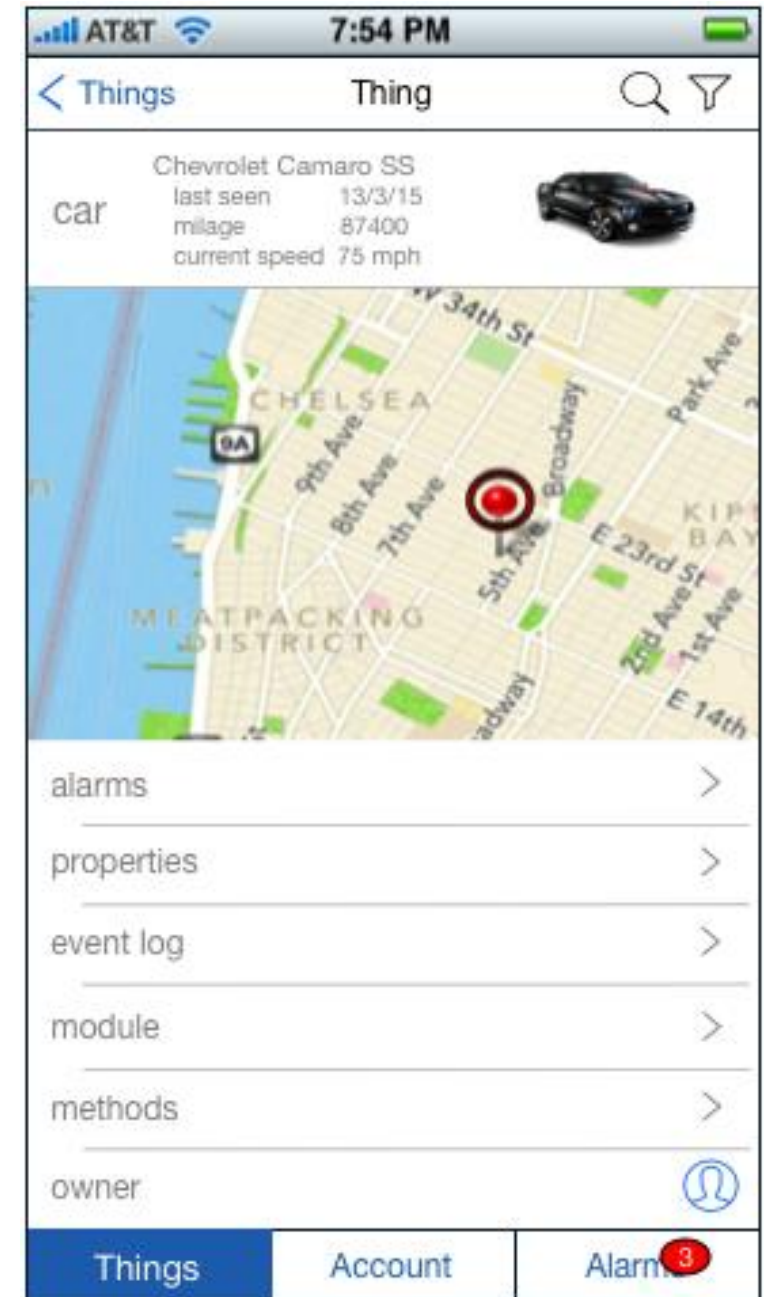 AT&T 7:54 PM
Things Thing
Chevrolet Camaro SS
car
last seen 13/3/15
milage 87400
current speed 75 mph
W 34th St
Park Ave
CHELSEA
9A
9th Ave
8th Ave
7th Ave
Broadway
5th Ave
KIP
BAY
E 23rd St
2nd Ave
1st Ave
MEATPACKING
DISTRICT
adway
E 14th
alarms
properties
event log
module
methods
owner
Things Account Alarm 3